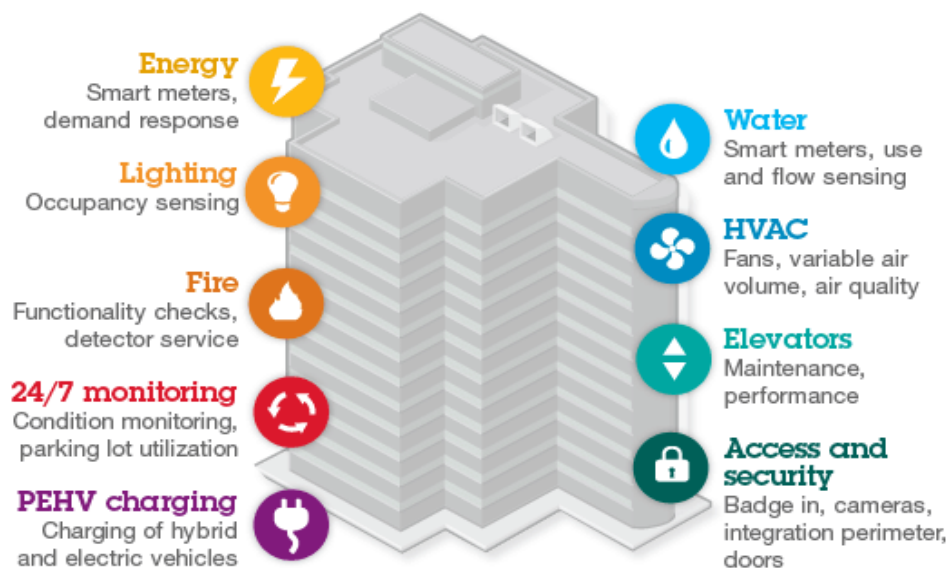 Energy
Smart meters,
demand response
Lighting
Occupancy sensing
Fire
Functionality checks,
detector service
24/7 monitoring
Condition monitoring,
parking lot utilization
PEHV charging
Charging of hybrid
and electric vehicles
Water
Smart meters, use
and flow sensing
HVAC
Fans, variable air
volume, air quality
Elevators
Maintenance,
performance
Access and
security
Badge in, cameras,
integration perimeter,
doors